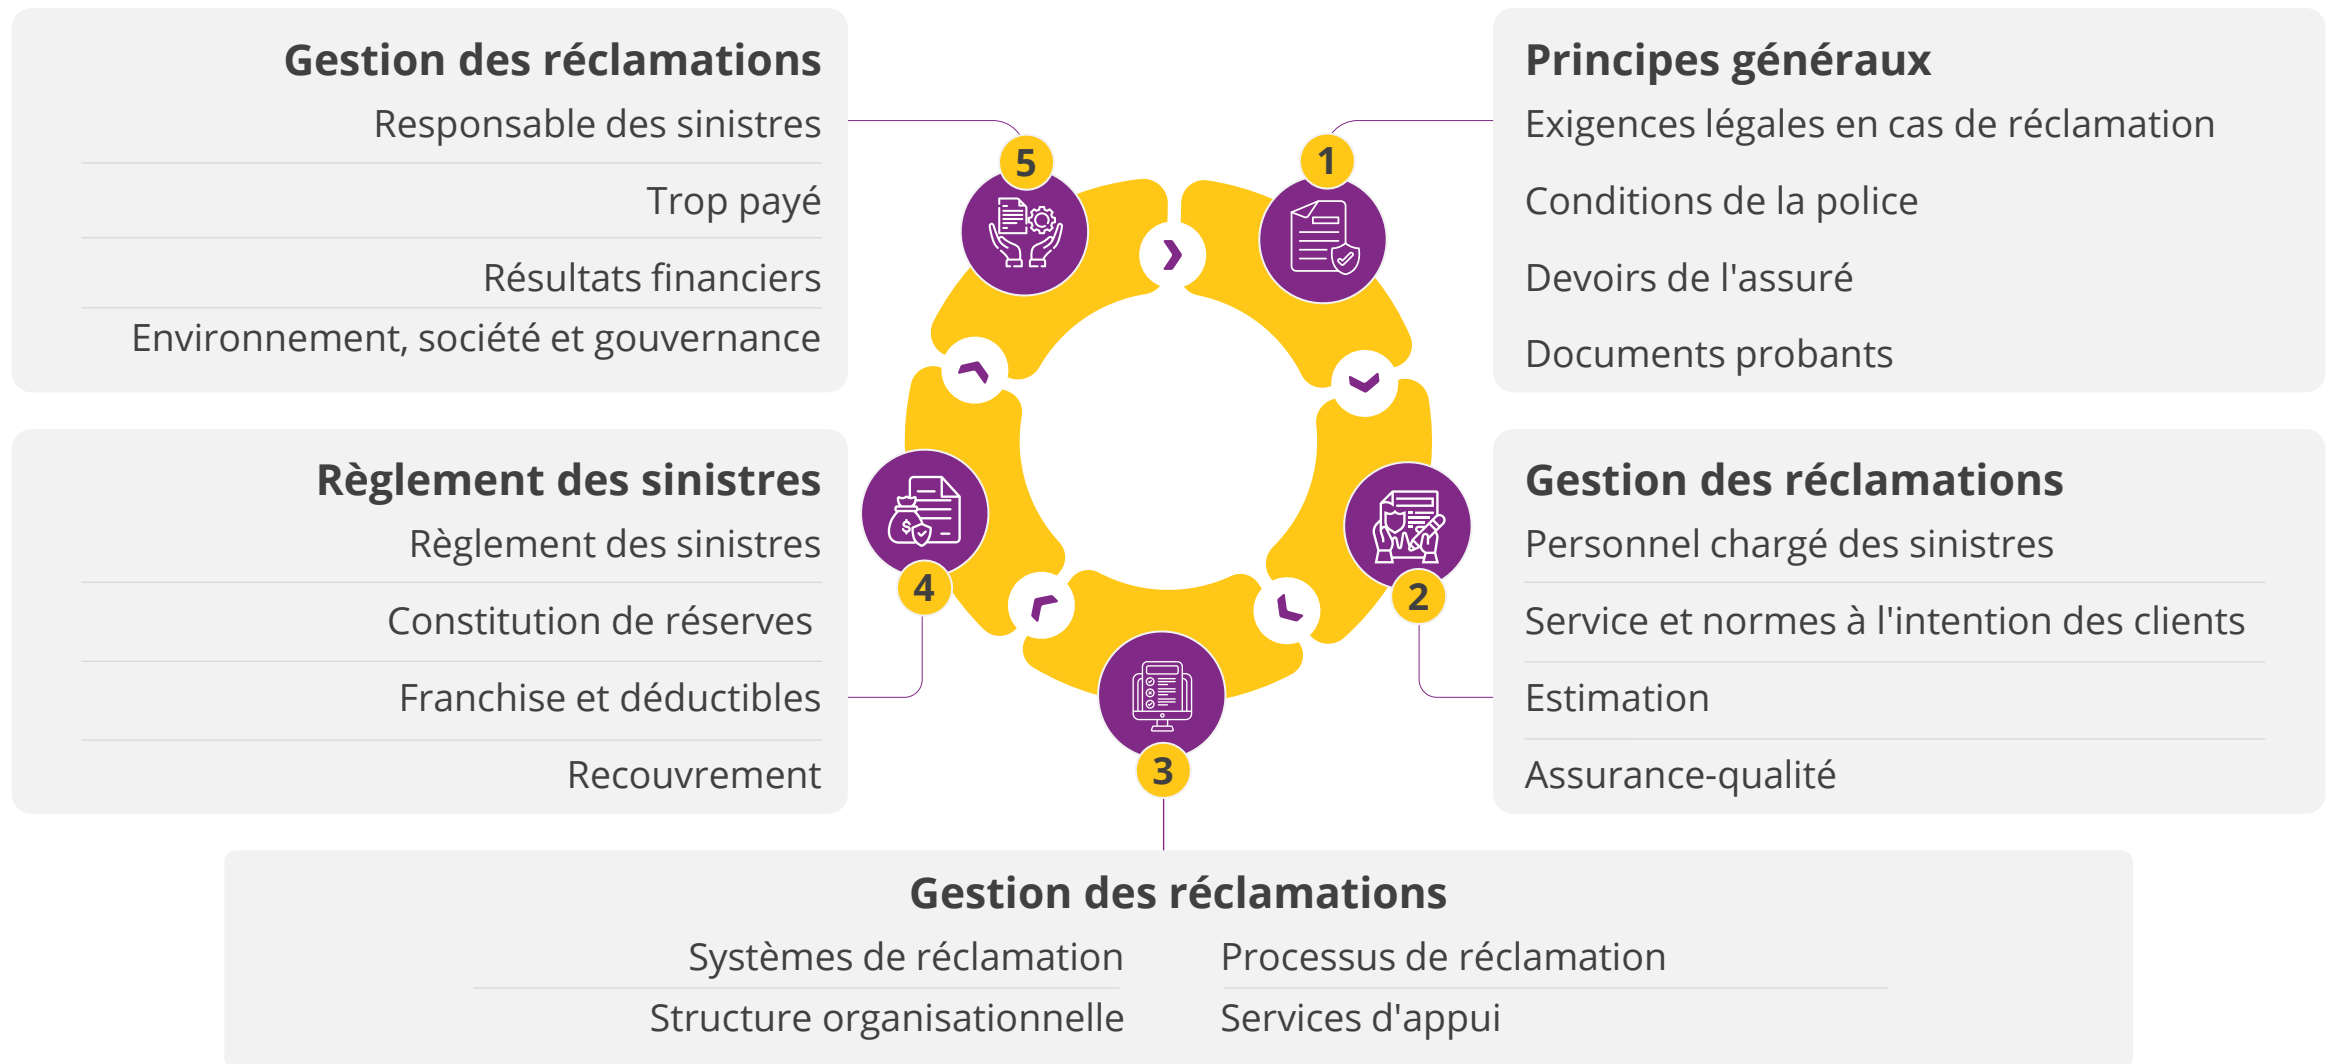 Gestion des réclamations
Responsable des sinistres
Trop payé
Résultats financiers
Environnement, société et gouvernance
5
1
Principes généraux
Exigences légales en cas de réclamation
Conditions de la police
Devoirs de l'assuré
Documents probants
Règlement des sinistres
Règlement des sinistres
Constitution de réserves
Franchise et déductibles
Recouvrement
$
4
2
Gestion des réclamations
Personnel chargé des sinistres
Service et normes à l'intention des clients
Estimation
Assurance-qualité
3
Gestion des réclamations
Systèmes de réclamation
Processus de réclamation
Structure organisationnelle
Services d'appui